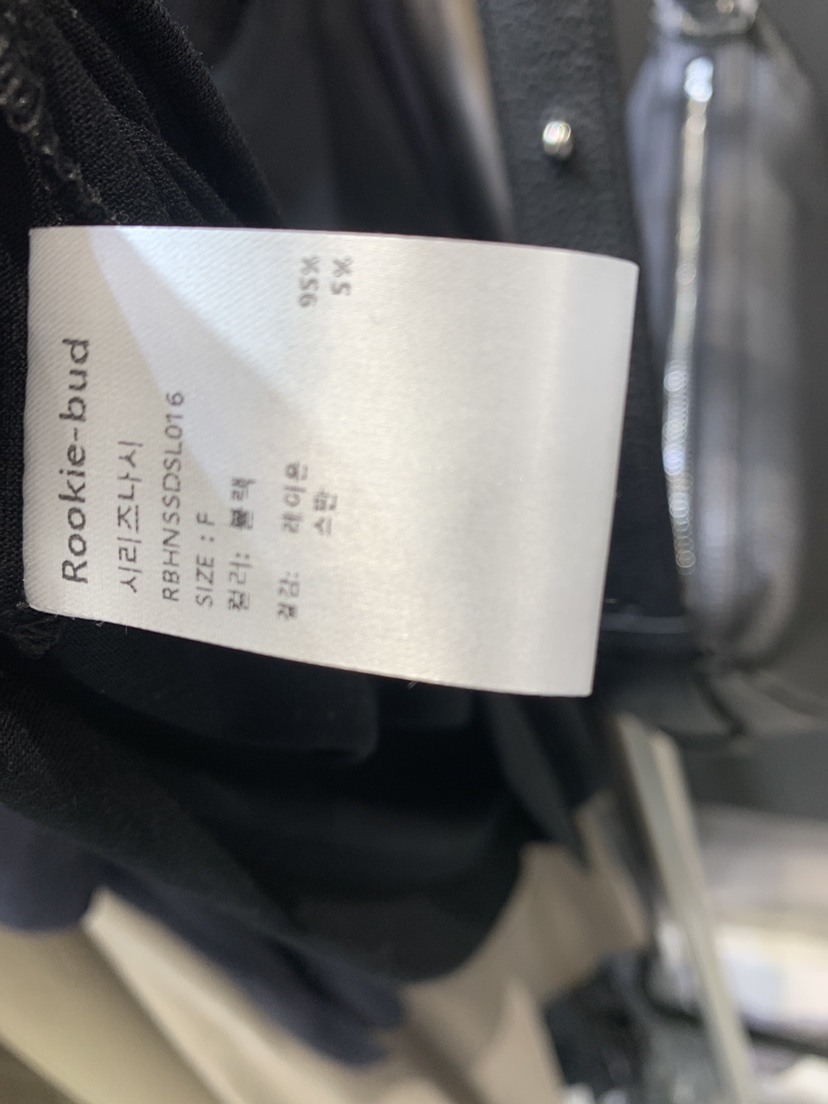 Rookie-bud
시리즈나시
RBHNSSDSL016
SIZE : F
컬러: 블랙
겉감: 레이온 95%
스판 5%